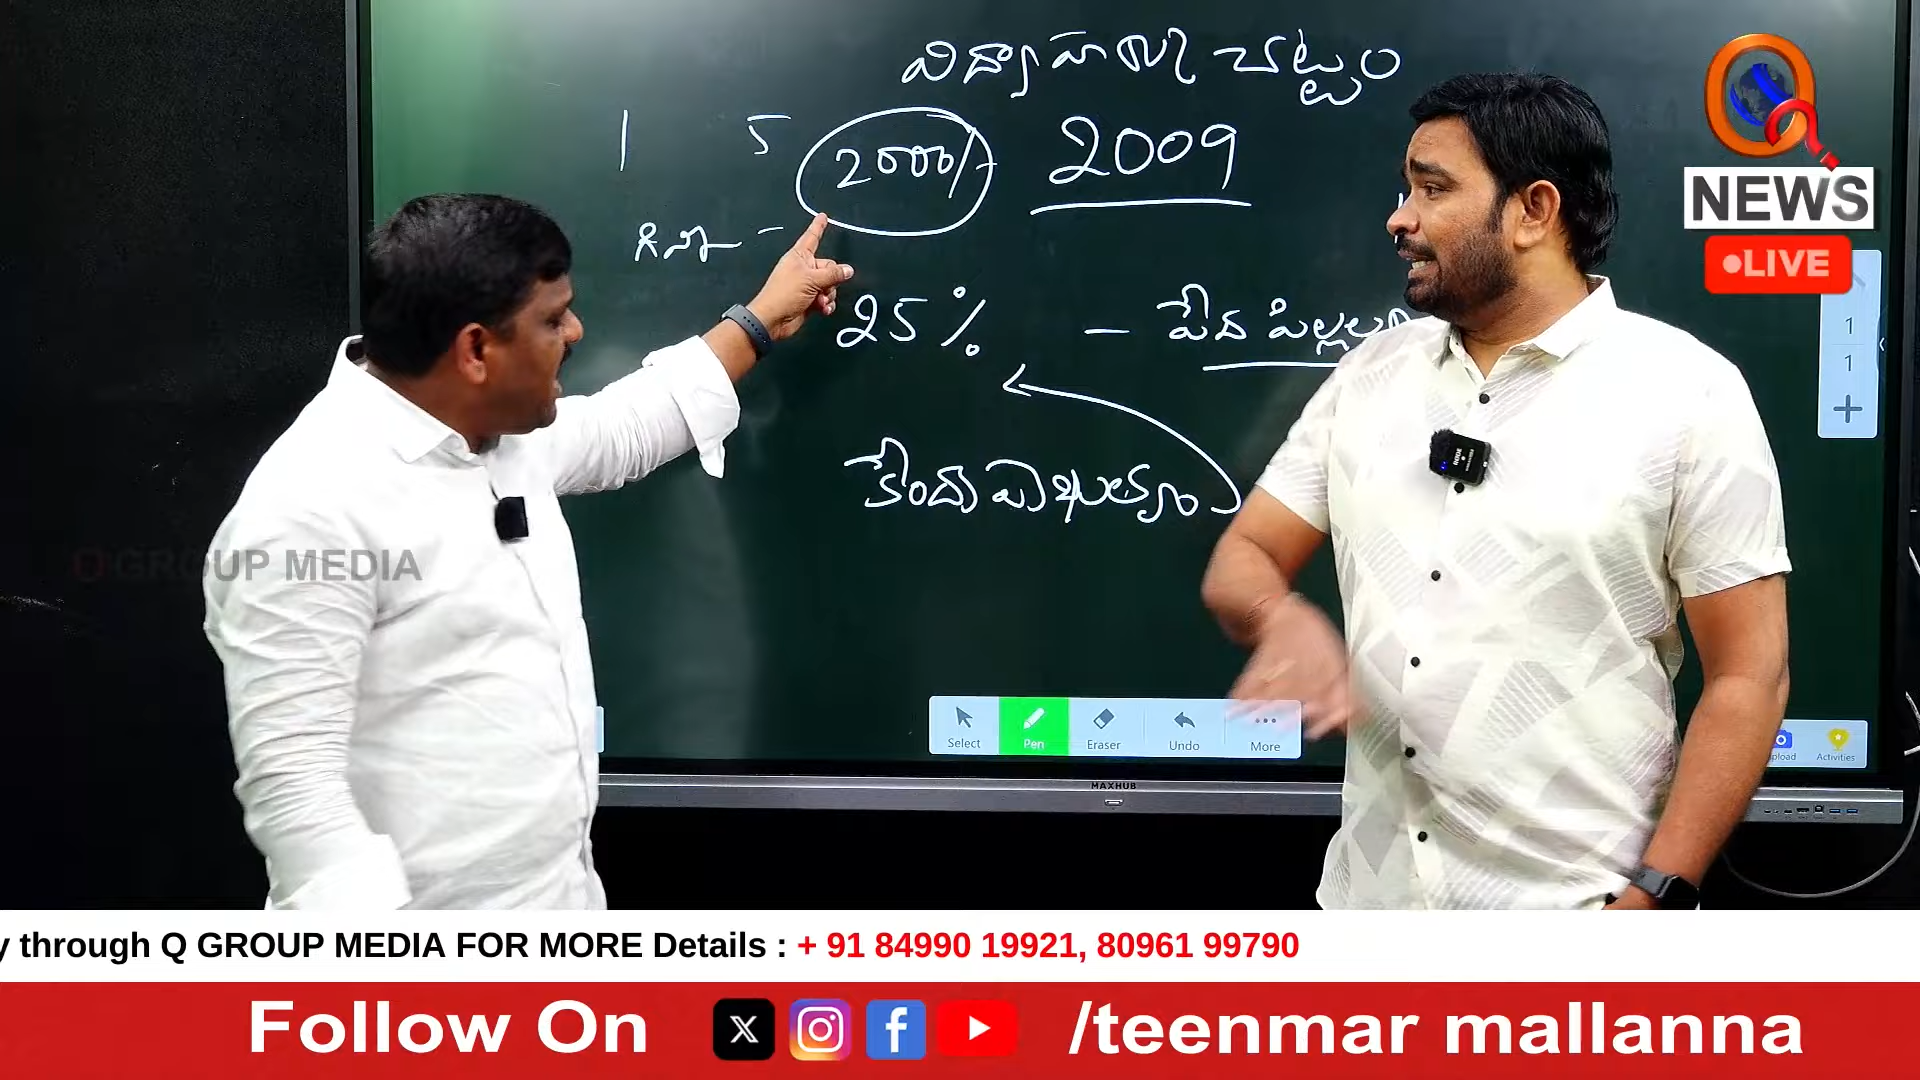 విద్యాహక్కు చట్టం
1 5 2000/- 2009
25% - పేద పిల్లలకు
కేంద్ర ప్రభుత్వం
Q
NEWS
LIVE
1
1
Q GROUP MEDIA
Select Pen Eraser Undo More
Activities
MAXHUB
y through Q GROUP MEDIA FOR MORE Details : + 91 84990 19921, 80961 99790
Follow On /teenmar mallanna